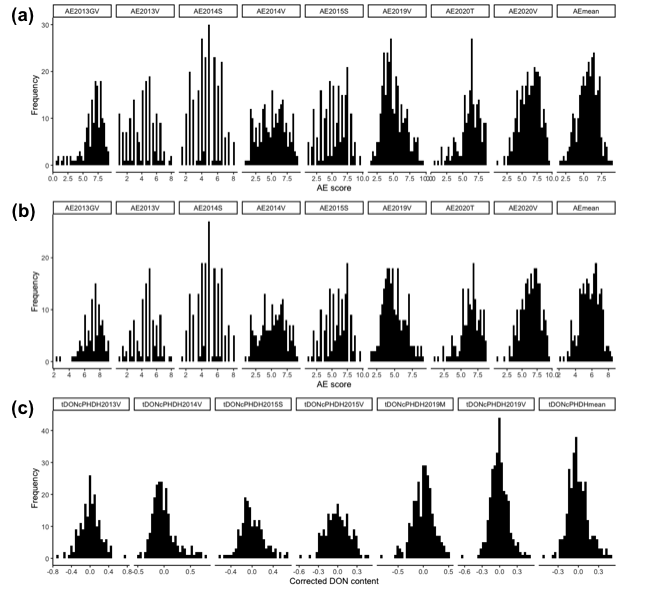 (a)
AE2013GV AE2013V AE2014S AE2014V AE2015S AE2019V AE2020T AE2020V AEmean
30
20
10
0
Frequency
0.0 2.5 5.0 7.5 2 4 6 8 2 4 6 8 2.5 5.0 7.5 2.5 5.0 7.5 10.0 2.5 5.0 7.5 2.5 5.0 7.5 2.5 5.0 7.5 10.0 2.5 5.0 7.5
AE score
(b)
AE2013GV AE2013V AE2014S AE2014V AE2015S AE2019V AE2020T AE2020V AEmean
20
10
0
Frequency
2 4 6 8 2 4 6 8 2 4 6 8 2.5 5.0 7.5 2.5 5.0 7.5 10.0 2.5 5.0 7.5 2.5 5.0 7.5 2.5 5.0 7.5 4 6 8
AE score
(c)
tDONcPHDH2013V tDONcPHDH2014V tDONcPHDH2015S tDONcPHDH2015V tDONcPHDH2019M tDONcPHDH2019V tDONcPHDHmean
40
30
20
10
0
Frequency
-0.8 -0.4 0.0 0.4 0.8 -0.5 0.0 0.5 -0.4 0.0 0.4 -0.6 -0.3 0.0 0.3 -0.5 0.0 0.5 -0.6 -0.3 0.0 0.3 -0.3 0.0 0.3
Corrected DON content